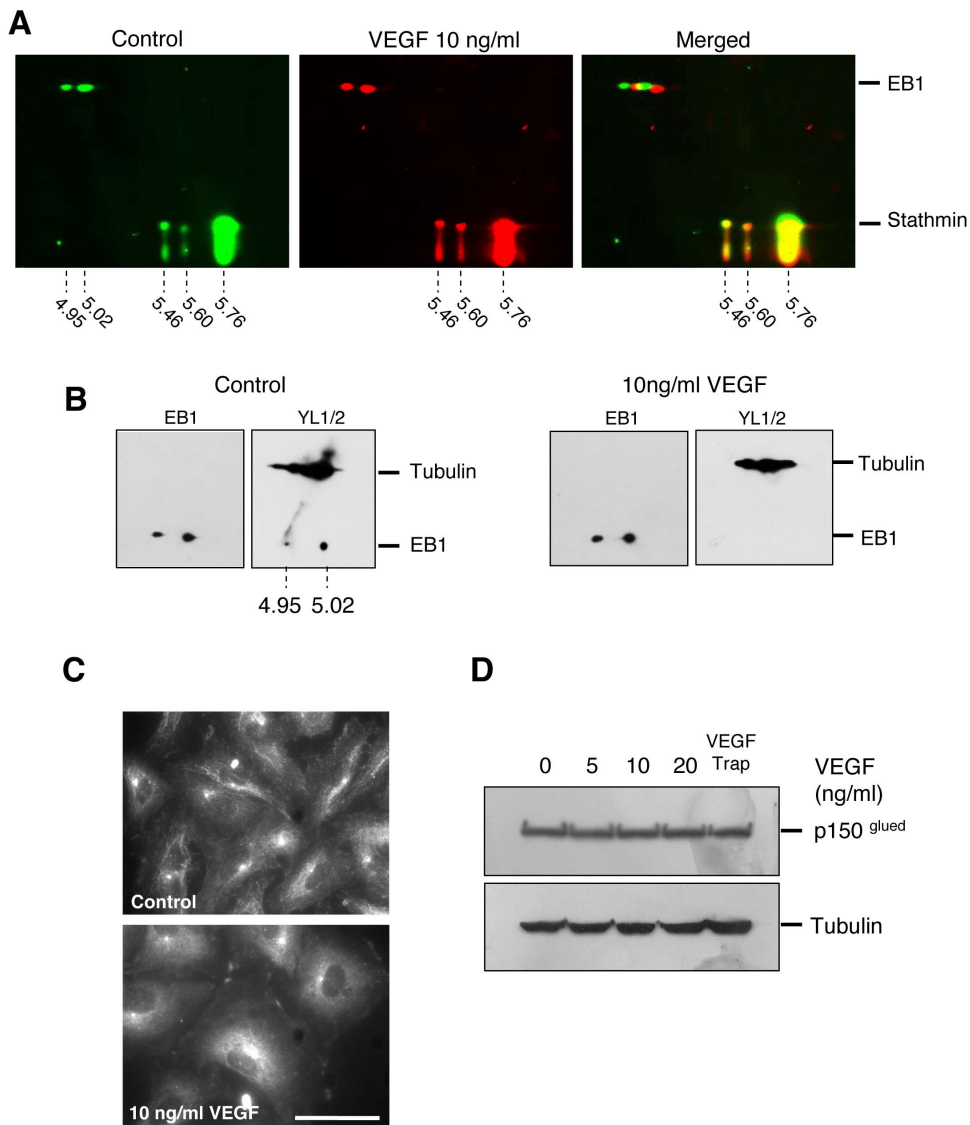 A
Control
VEGF 10 ng/ml
Merged
EB1
Stathmin
4.95
5.02
5.46
5.60
5.76
5.46
5.60
5.76
5.46
5.60
5.76
B
Control
10ng/ml VEGF
EB1
YL1/2
EB1
YL1/2
Tubulin
Tubulin
EB1
EB1
4.95 5.02
C
D
Control
10 ng/ml VEGF
0 5 10 20 VEGF Trap
VEGF
(ng/ml)
p150 glued
Tubulin